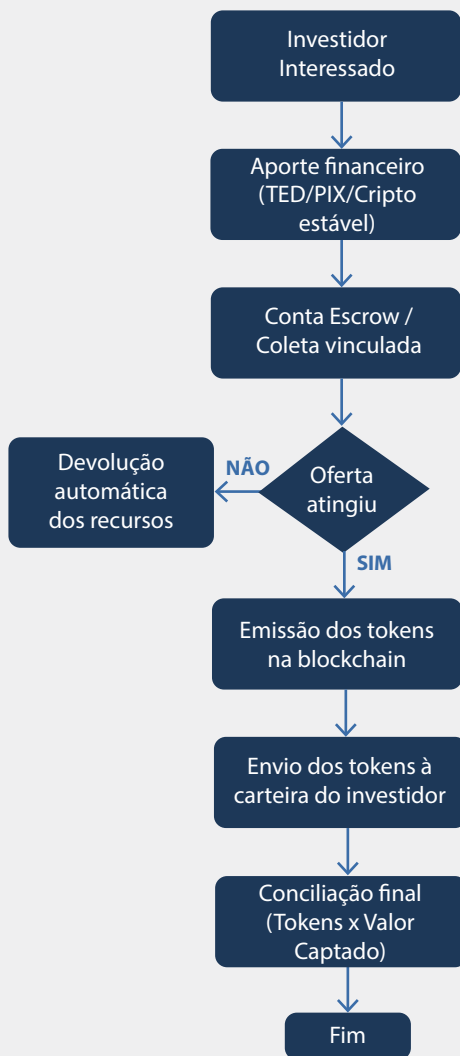 Investidor
Interessado
Aporte financeiro
(TED/PIX/Cripto
estável)
Conta Escrow /
Coleta vinculada
Oferta
atingiu
NÃO
Devolução
automática
dos recursos
SIM
Emissão dos tokens
na blockchain
Envio dos tokens à
carteira do investidor
Conciliação final
(Tokens x Valor
Captado)
Fim